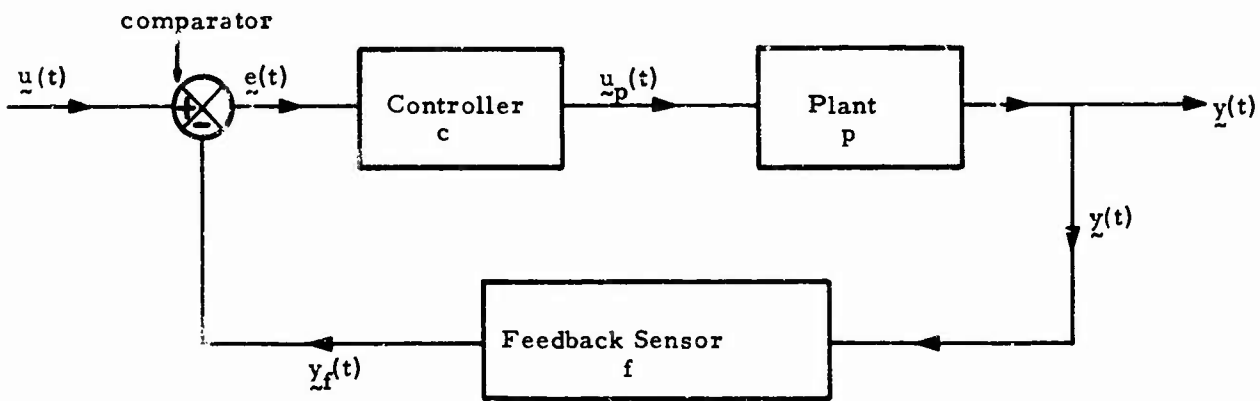 comparator
u(t)
e(t)
u_p(t)
+
-
Controller
c
Plant
p
y(t)
y(t)
Feedback Sensor
f
y_f(t)